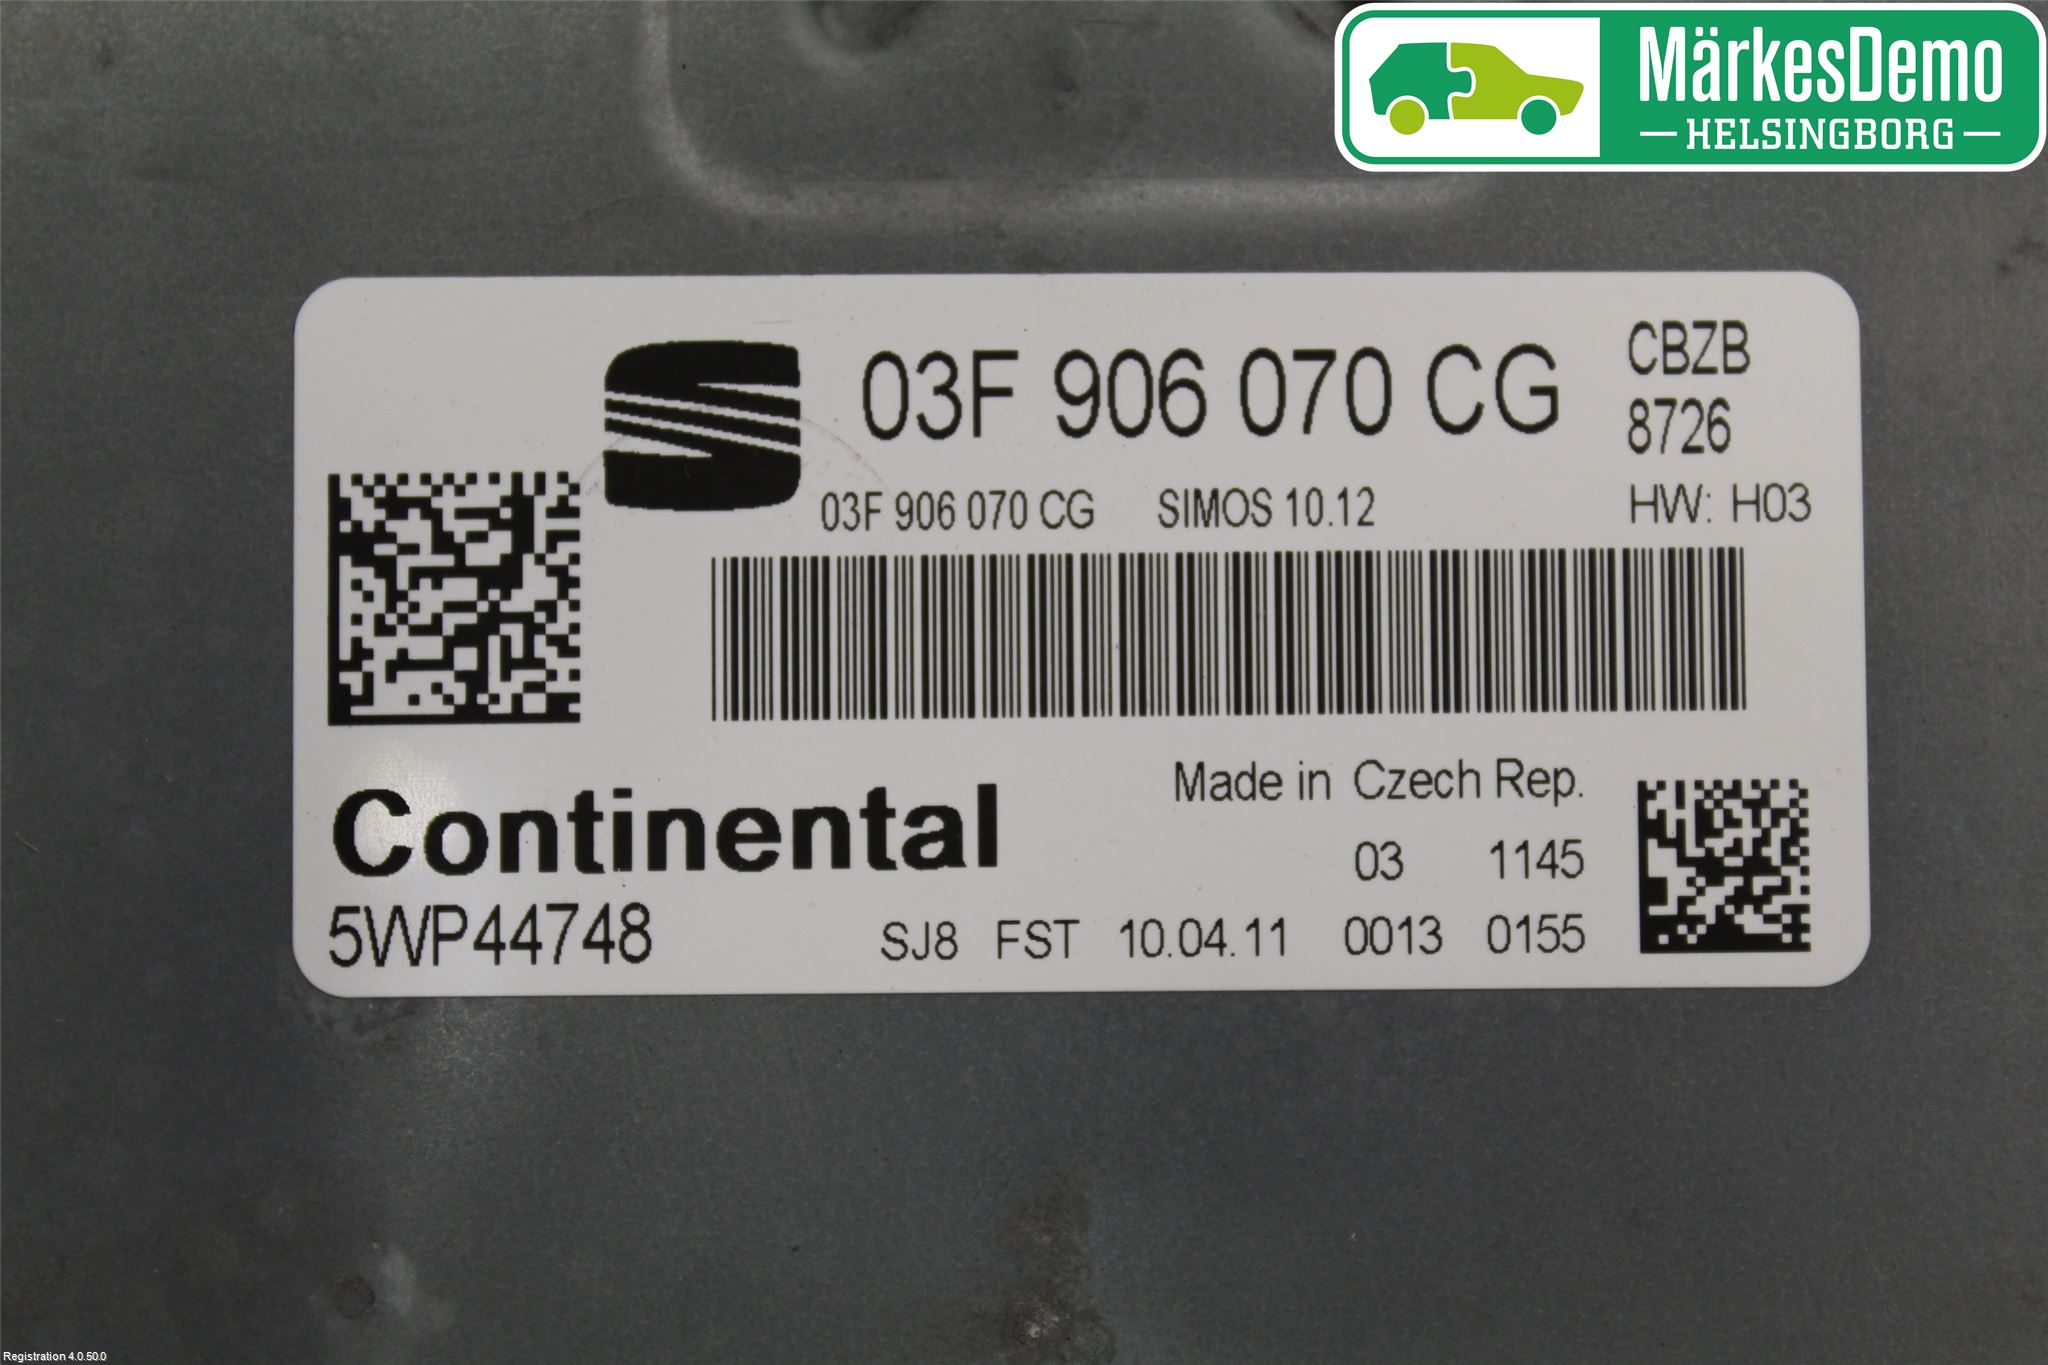 MärkesDemo
HELSINGBORG
03F 906 070 CG
CBZB
8726
03F 906 070 CG SIMOS 10.12
HW: H03
Made in Czech Rep.
Continental
03 1145
5WP44748 SJ8 FST 10.04.11 0013 0155
Registration 4.0.50.0